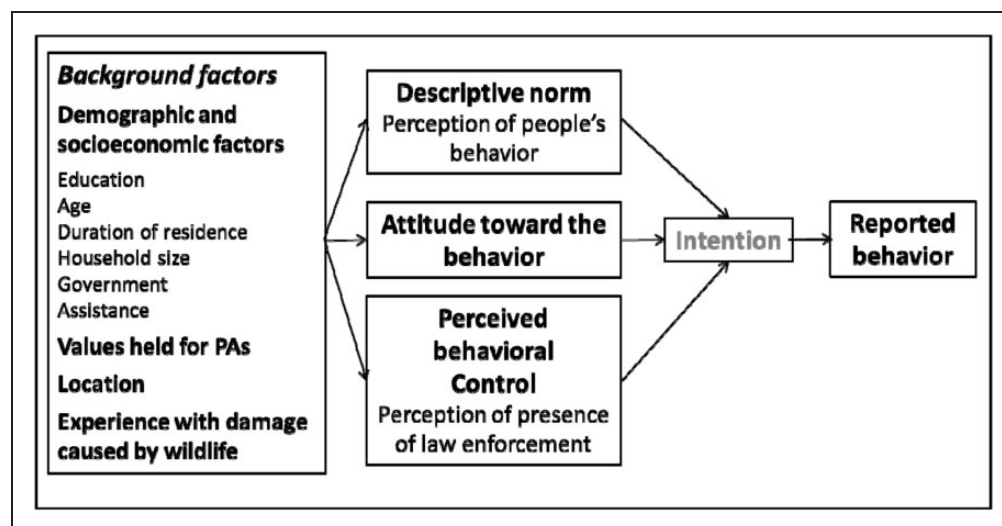 Background factors
Demographic and
socioeconomic factors
Education
Age
Duration of residence
Household size
Government
Assistance
Values held for PAs
Location
Experience with damage
caused by wildlife
Descriptive norm
Perception of people's
behavior
Attitude toward the
behavior
Perceived
behavioral
Control
Perception of presence
of law enforcement
Intention
Reported
behavior